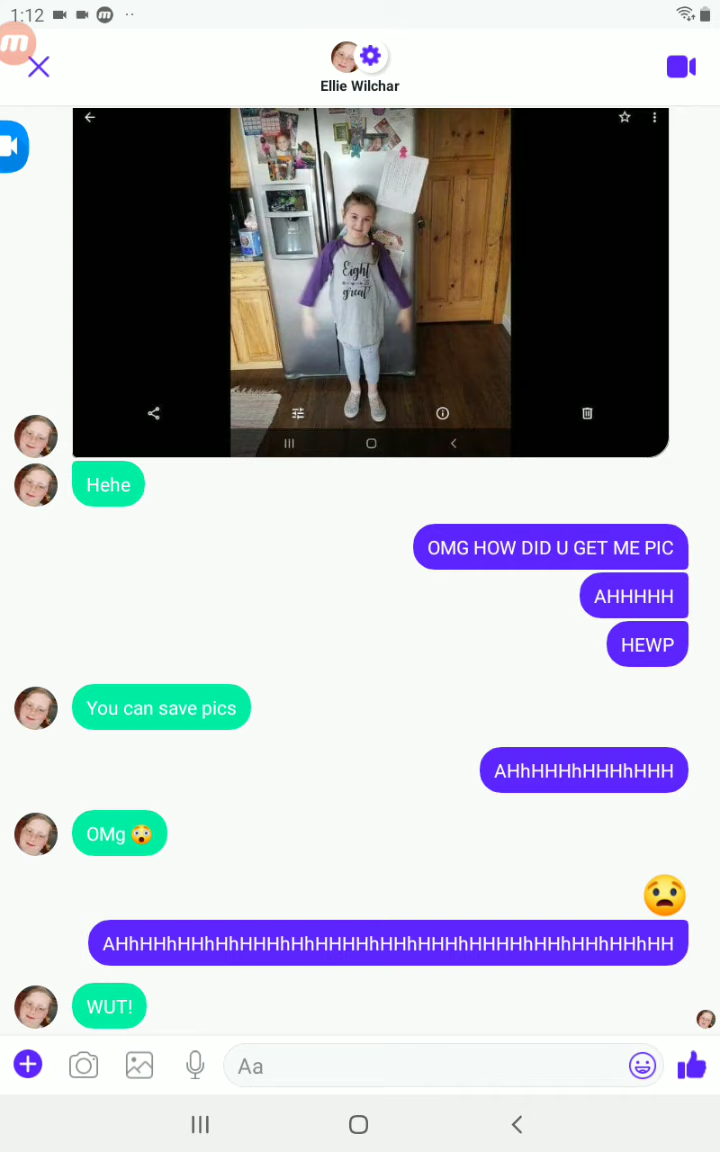 1:12
Ellie Wilchar
Eight
great
Hehe
OMG HOW DID U GET ME PIC
AHHHHH
HEWP
You can save pics
AHhHHHhHHHhHHH
OMg 😲
😧
AHhHHhHHhHhHHHhHhHHHHhHHhHHHhHHHHhHHhHHhHHhHH
WUT!
Aa